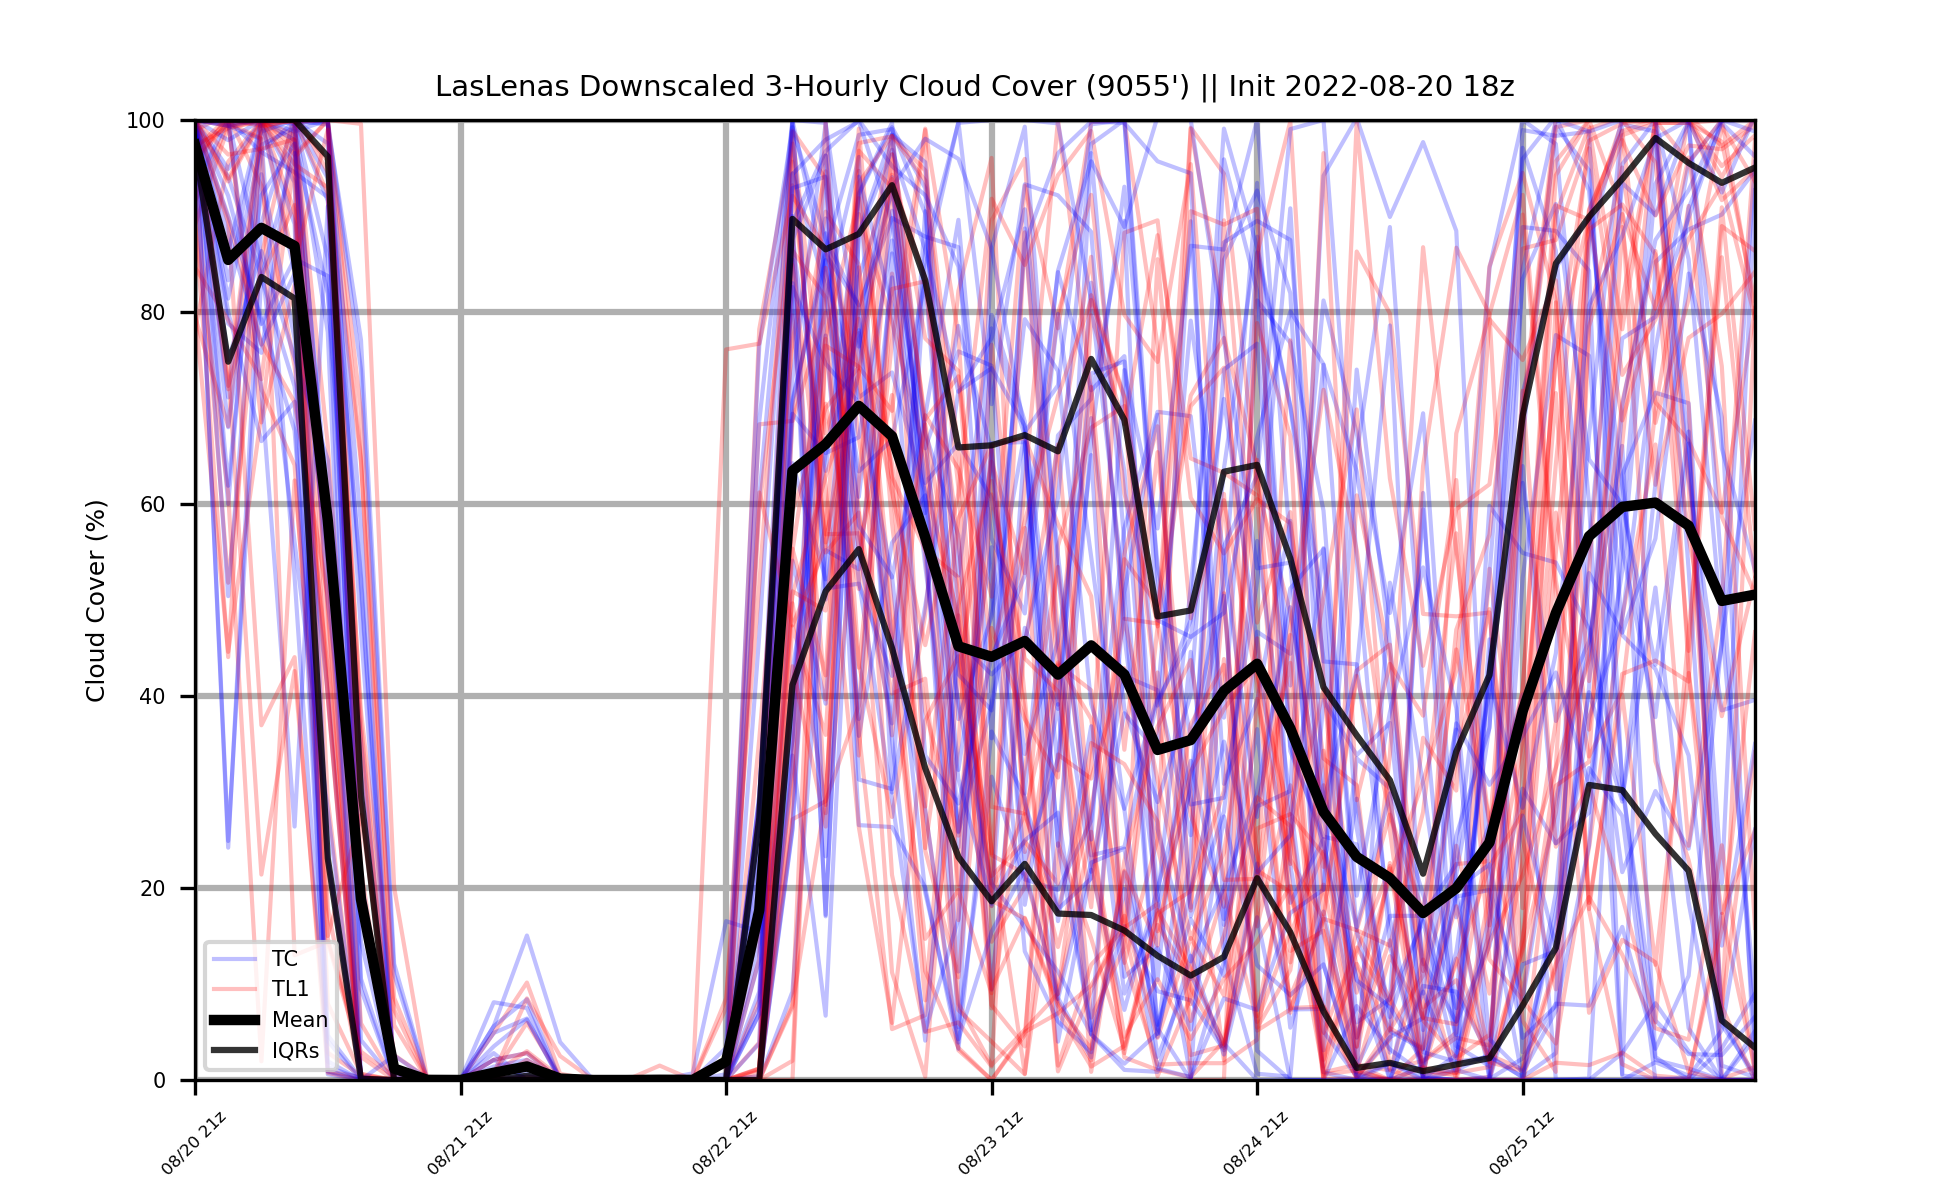 LasLenas Downscaled 3-Hourly Cloud Cover (9055') || Init 2022-08-20 18z
Cloud Cover (%)
100
80
60
40
20
0
TC
TL1
Mean
IQRs
08/20 21z
08/21 21z
08/22 21z
08/23 21z
08/24 21z
08/25 21z